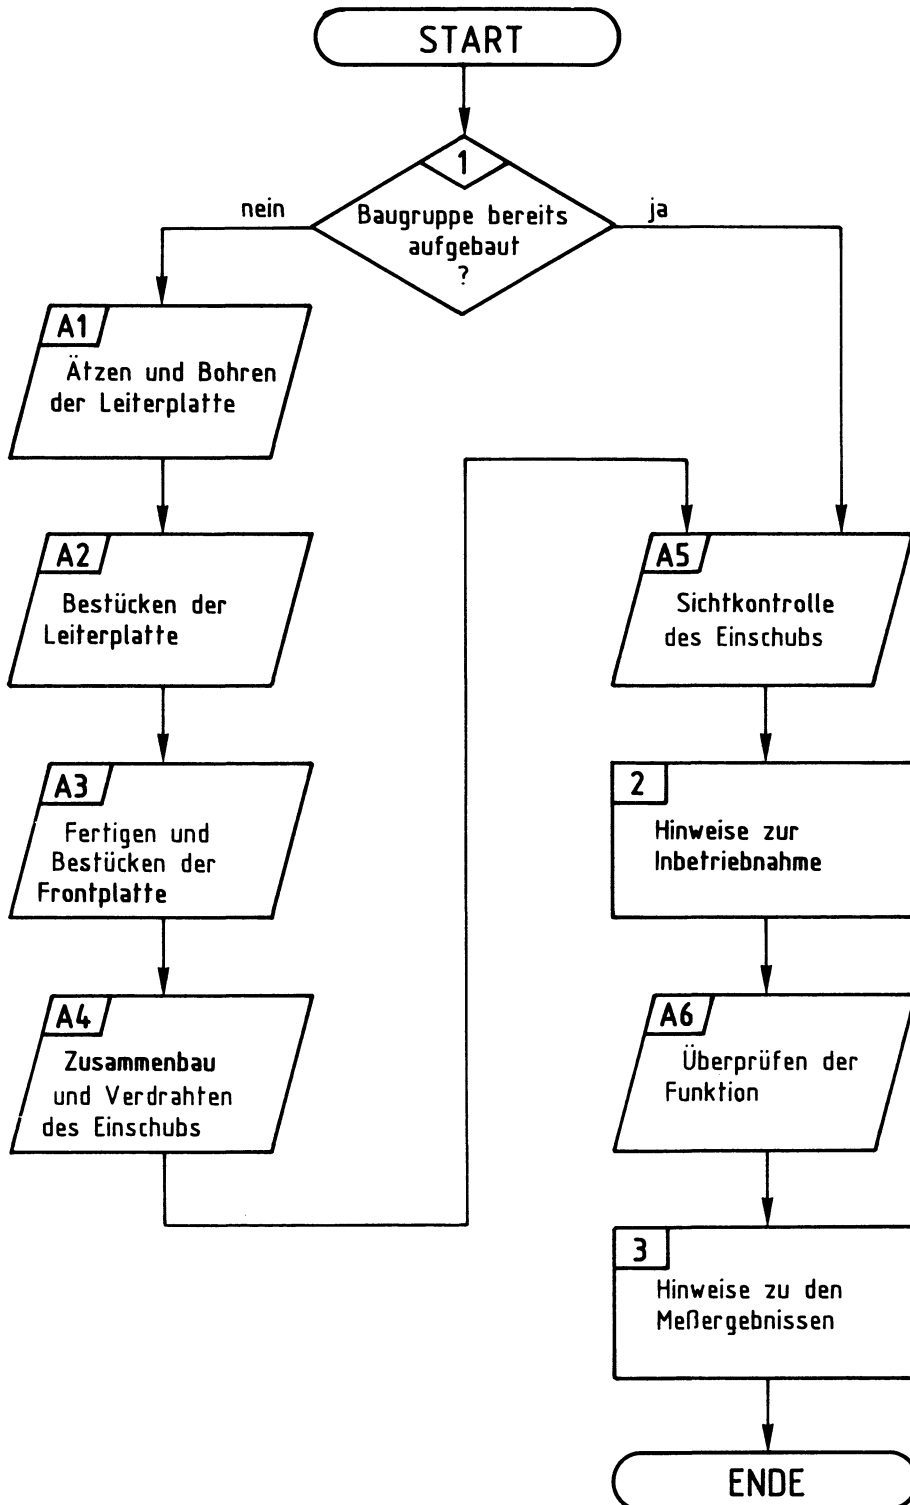 START
1
Baugruppe bereits
aufgebaut
?
nein
ja
A1
Ätzen und Bohren
der Leiterplatte
A2
Bestücken der
Leiterplatte
A3
Fertigen und
Bestücken der
Frontplatte
A4
Zusammenbau
und Verdrahten
des Einschubs
A5
Sichtkontrolle
des Einschubs
2
Hinweise zur
Inbetriebnahme
A6
Überprüfen der
Funktion
3
Hinweise zu den
Meßergebnissen
ENDE